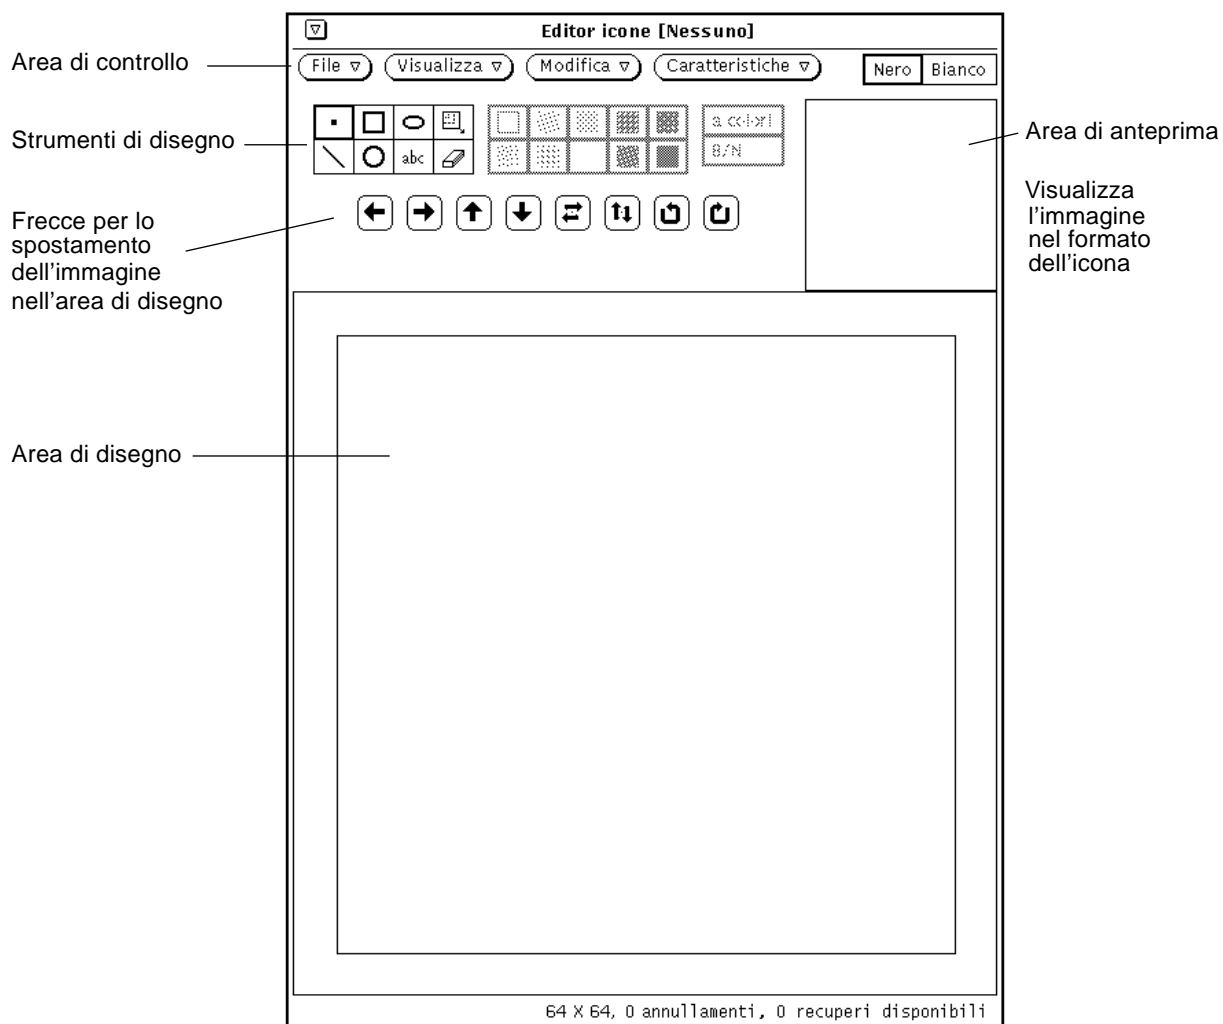 Editor icone [Nessuno]
Area di controllo
File Visualizza Modifica Caratteristiche Nero Bianco
Strumenti di disegno
abc
a colori
B/N
Area di anteprima
Visualizza
l'immagine
nel formato
dell'icona
Frecce per lo
spostamento
dell'immagine
nell'area di disegno
Area di disegno
64 X 64, 0 annullamenti, 0 recuperi disponibili